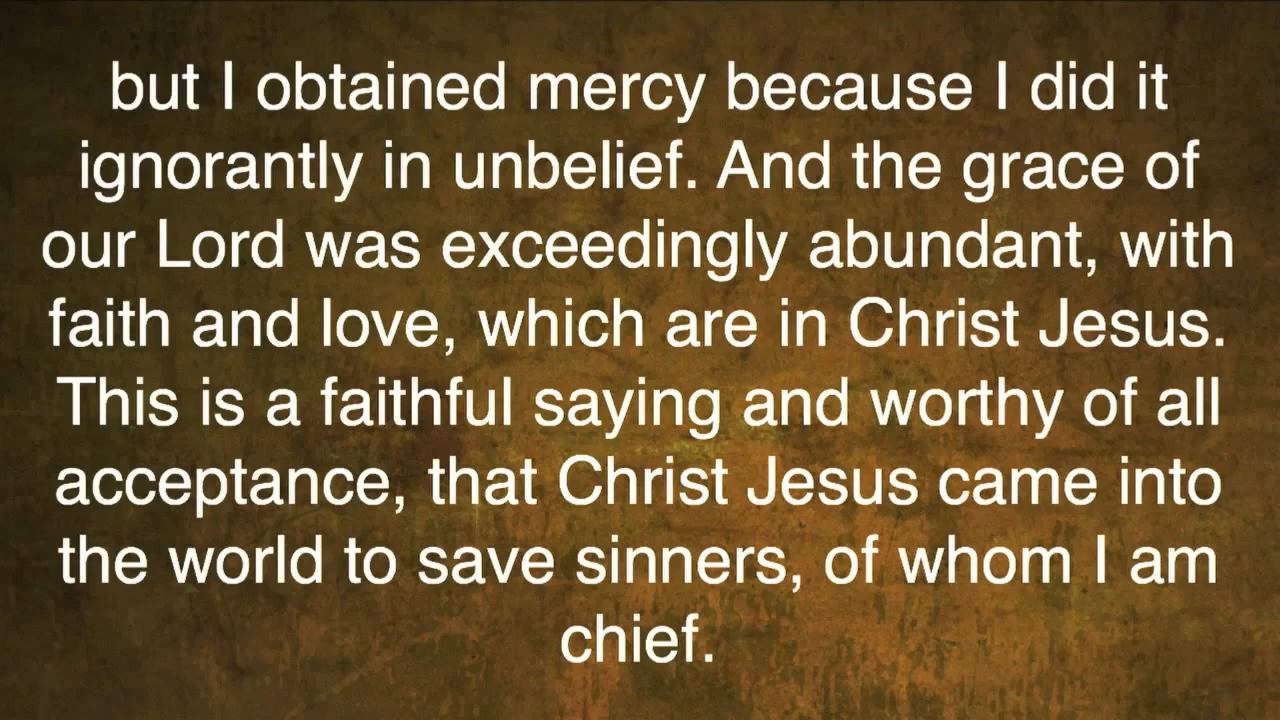 but I obtained mercy because I did it
ignorantly in unbelief. And the grace of
our Lord was exceedingly abundant, with
faith and love, which are in Christ Jesus.
This is a faithful saying and worthy of all
acceptance, that Christ Jesus came into
the world to save sinners, of whom I am
chief.